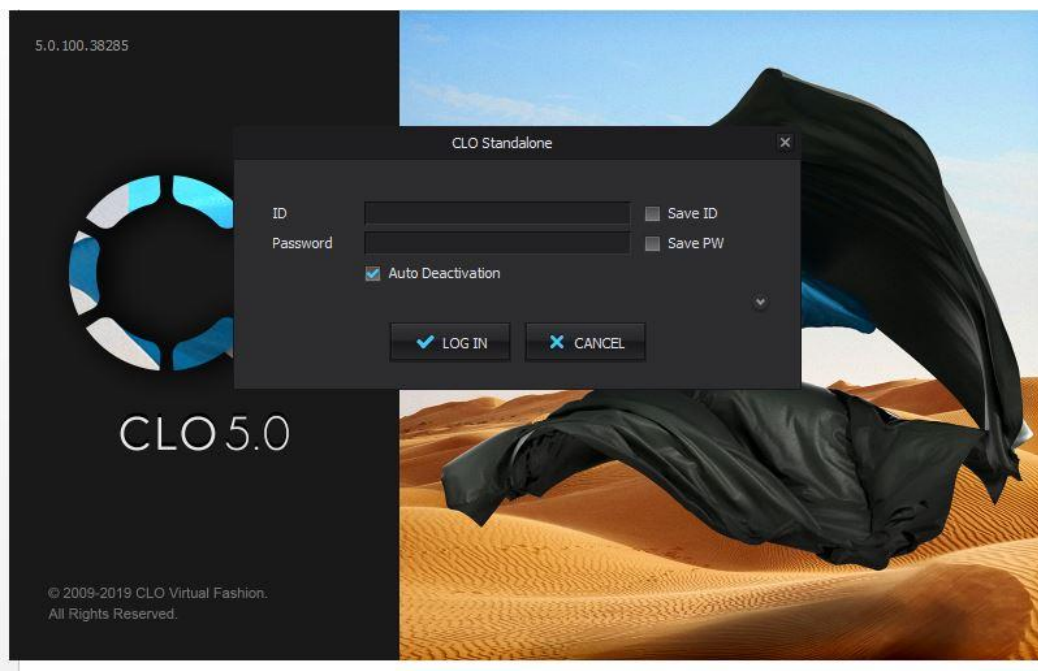 5.0.100.38285
CLO Standalone
ID
Save ID
Password
Save PW
Auto Deactivation
LOG IN
CANCEL
CLO 5.0
© 2009-2019 CLO Virtual Fashion.
All Rights Reserved.